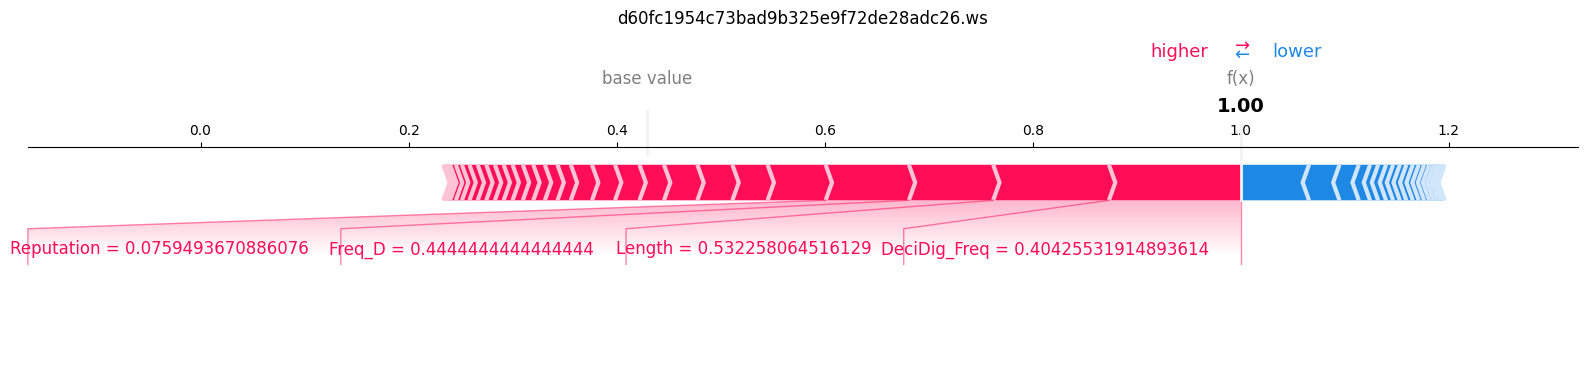 d60fc1954c73bad9b325e9f72de28adc26.ws
higher → ← lower
base value f(x)
1.00
0.0 0.2 0.4 0.6 0.8 1.0 1.2
Reputation = 0.0759493670886076 Freq_D = 0.4444444444444444 Length = 0.532258064516129 DeciDig_Freq = 0.40425531914893614